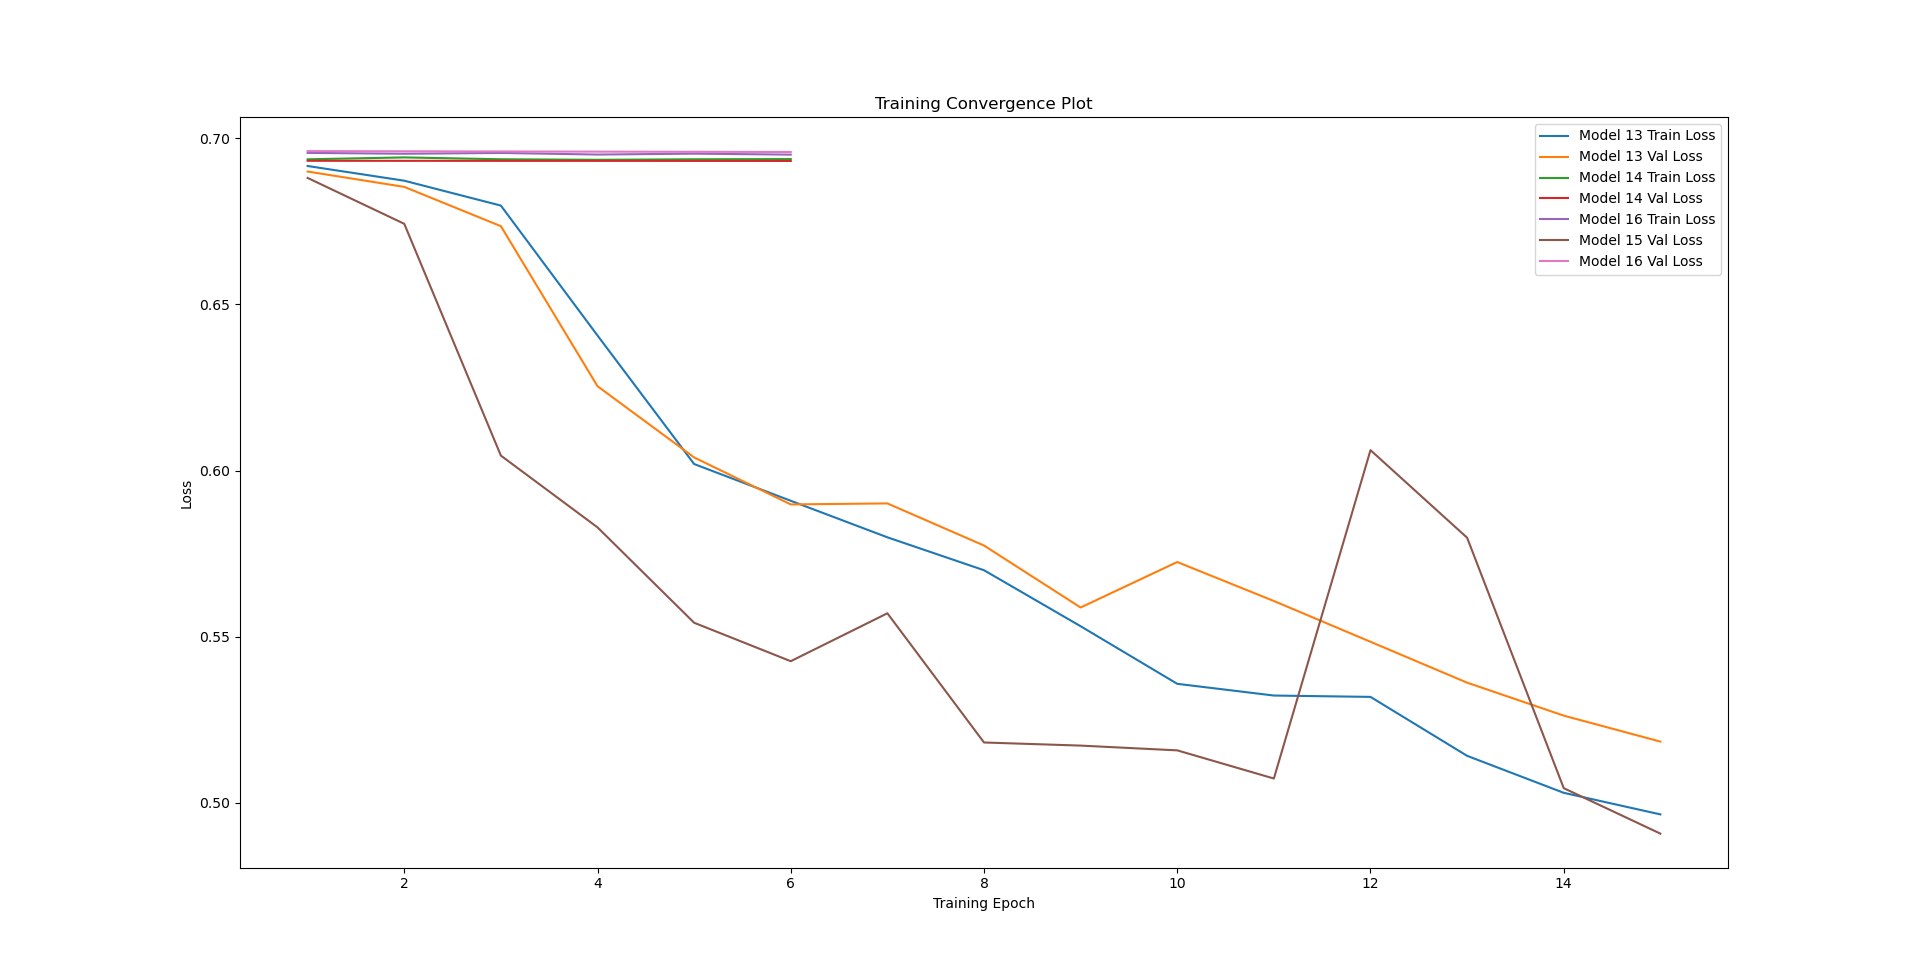 Training Convergence Plot
0.70
0.65
0.60
0.55
0.50
Loss
2 4 6 8 10 12 14
Training Epoch
Model 13 Train Loss
Model 13 Val Loss
Model 14 Train Loss
Model 14 Val Loss
Model 16 Train Loss
Model 15 Val Loss
Model 16 Val Loss